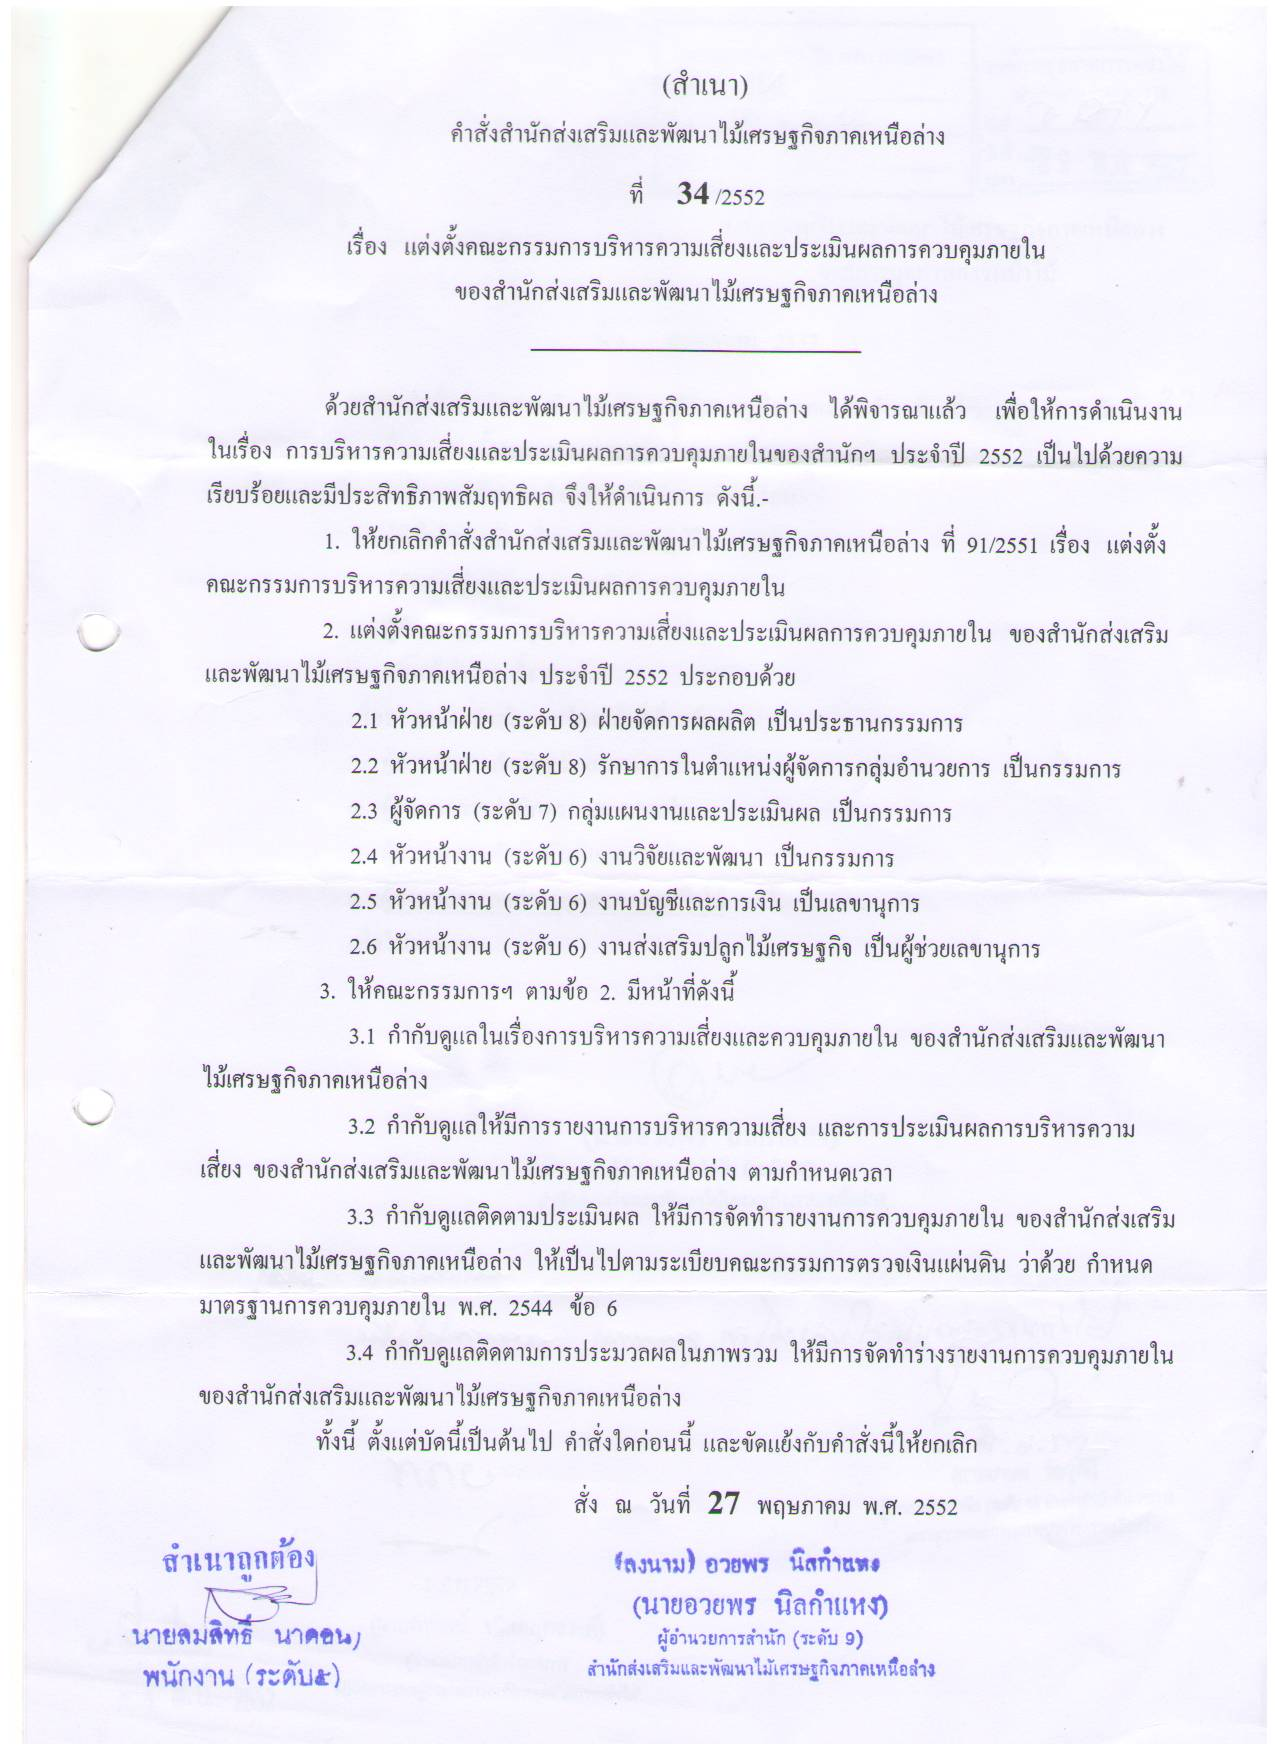 (สำเนา)
คำสั่งสำนักส่งเสริมและพัฒนาไม้เศรษฐกิจภาคเหนือล่าง
ที่ 34 /2552
เรื่อง แต่งตั้งคณะกรรมการบริหารความเสี่ยงและประเมินผลการควบคุมภายใน
ของสำนักส่งเสริมและพัฒนาไม้เศรษฐกิจภาคเหนือล่าง
ด้วยสำนักส่งเสริมและพัฒนาไม้เศรษฐกิจภาคเหนือล่าง ได้พิจารณาแล้ว เพื่อให้การดำเนินงาน
ในเรื่อง การบริหารความเสี่ยงและประเมินผลการควบคุมภายในของสำนักฯ ประจำปี 2552 เป็นไปด้วยความ
เรียบร้อยและมีประสิทธิภาพสัมฤทธิผล จึงให้ดำเนินการ ดังนี้.-
1. ให้ยกเลิกคำสั่งสำนักส่งเสริมและพัฒนาไม้เศรษฐกิจภาคเหนือล่าง ที่ 91/2551 เรื่อง แต่งตั้ง
คณะกรรมการบริหารความเสี่ยงและประเมินผลการควบคุมภายใน
2. แต่งตั้งคณะกรรมการบริหารความเสี่ยงและประเมินผลการควบคุมภายใน ของสำนักส่งเสริม
และพัฒนาไม้เศรษฐกิจภาคเหนือล่าง ประจำปี 2552 ประกอบด้วย
2.1 หัวหน้าฝ่าย (ระดับ 8) ฝ่ายจัดการผลผลิต เป็นประธานกรรมการ
2.2 หัวหน้าฝ่าย (ระดับ 8) รักษาการในตำแหน่งผู้จัดการกลุ่มอำนวยการ เป็นกรรมการ
2.3 ผู้จัดการ (ระดับ 7) กลุ่มแผนงานและประเมินผล เป็นกรรมการ
2.4 หัวหน้างาน (ระดับ 6) งานวิจัยและพัฒนา เป็นกรรมการ
2.5 หัวหน้างาน (ระดับ 6) งานบัญชีและการเงิน เป็นเลขานุการ
2.6 หัวหน้างาน (ระดับ 6) งานส่งเสริมปลูกไม้เศรษฐกิจ เป็นผู้ช่วยเลขานุการ
3. ให้คณะกรรมการฯ ตามข้อ 2. มีหน้าที่ดังนี้
3.1 กำกับดูแลในเรื่องการบริหารความเสี่ยงและควบคุมภายใน ของสำนักส่งเสริมและพัฒนา
ไม้เศรษฐกิจภาคเหนือล่าง
3.2 กำกับดูแลให้มีการรายงานการบริหารความเสี่ยง และการประเมินผลการบริหารความ
เสี่ยง ของสำนักส่งเสริมและพัฒนาไม้เศรษฐกิจภาคเหนือล่าง ตามกำหนดเวลา
3.3 กำกับดูแลติดตามประเมินผล ให้มีการจัดทำรายงานการควบคุมภายใน ของสำนักส่งเสริม
และพัฒนาไม้เศรษฐกิจภาคเหนือล่าง ให้เป็นไปตามระเบียบคณะกรรมการตรวจเงินแผ่นดิน ว่าด้วย กำหนด
มาตรฐานการควบคุมภายใน พ.ศ. 2544 ข้อ 6
3.4 กำกับดูแลติดตามการประมวลผลในภาพรวม ให้มีการจัดทำร่างรายงานการควบคุมภายใน
ของสำนักส่งเสริมและพัฒนาไม้เศรษฐกิจภาคเหนือล่าง
ทั้งนี้ ตั้งแต่บัดนี้เป็นต้นไป คำสั่งใดก่อนนี้ และขัดแย้งกับคำสั่งนี้ให้ยกเลิก
สั่ง ณ วันที่ 27 พฤษภาคม พ.ศ. 2552
(ลงนาม) อวยพร นิลกำแหง
(นายอวยพร นิลกำแหง)
ผู้อำนวยการสำนัก (ระดับ 9)
สำนักส่งเสริมและพัฒนาไม้เศรษฐกิจภาคเหนือล่าง
สำเนาถูกต้อง
นายสมสิทธิ์ นาคอน)
พนักงาน (ระดับ๕)